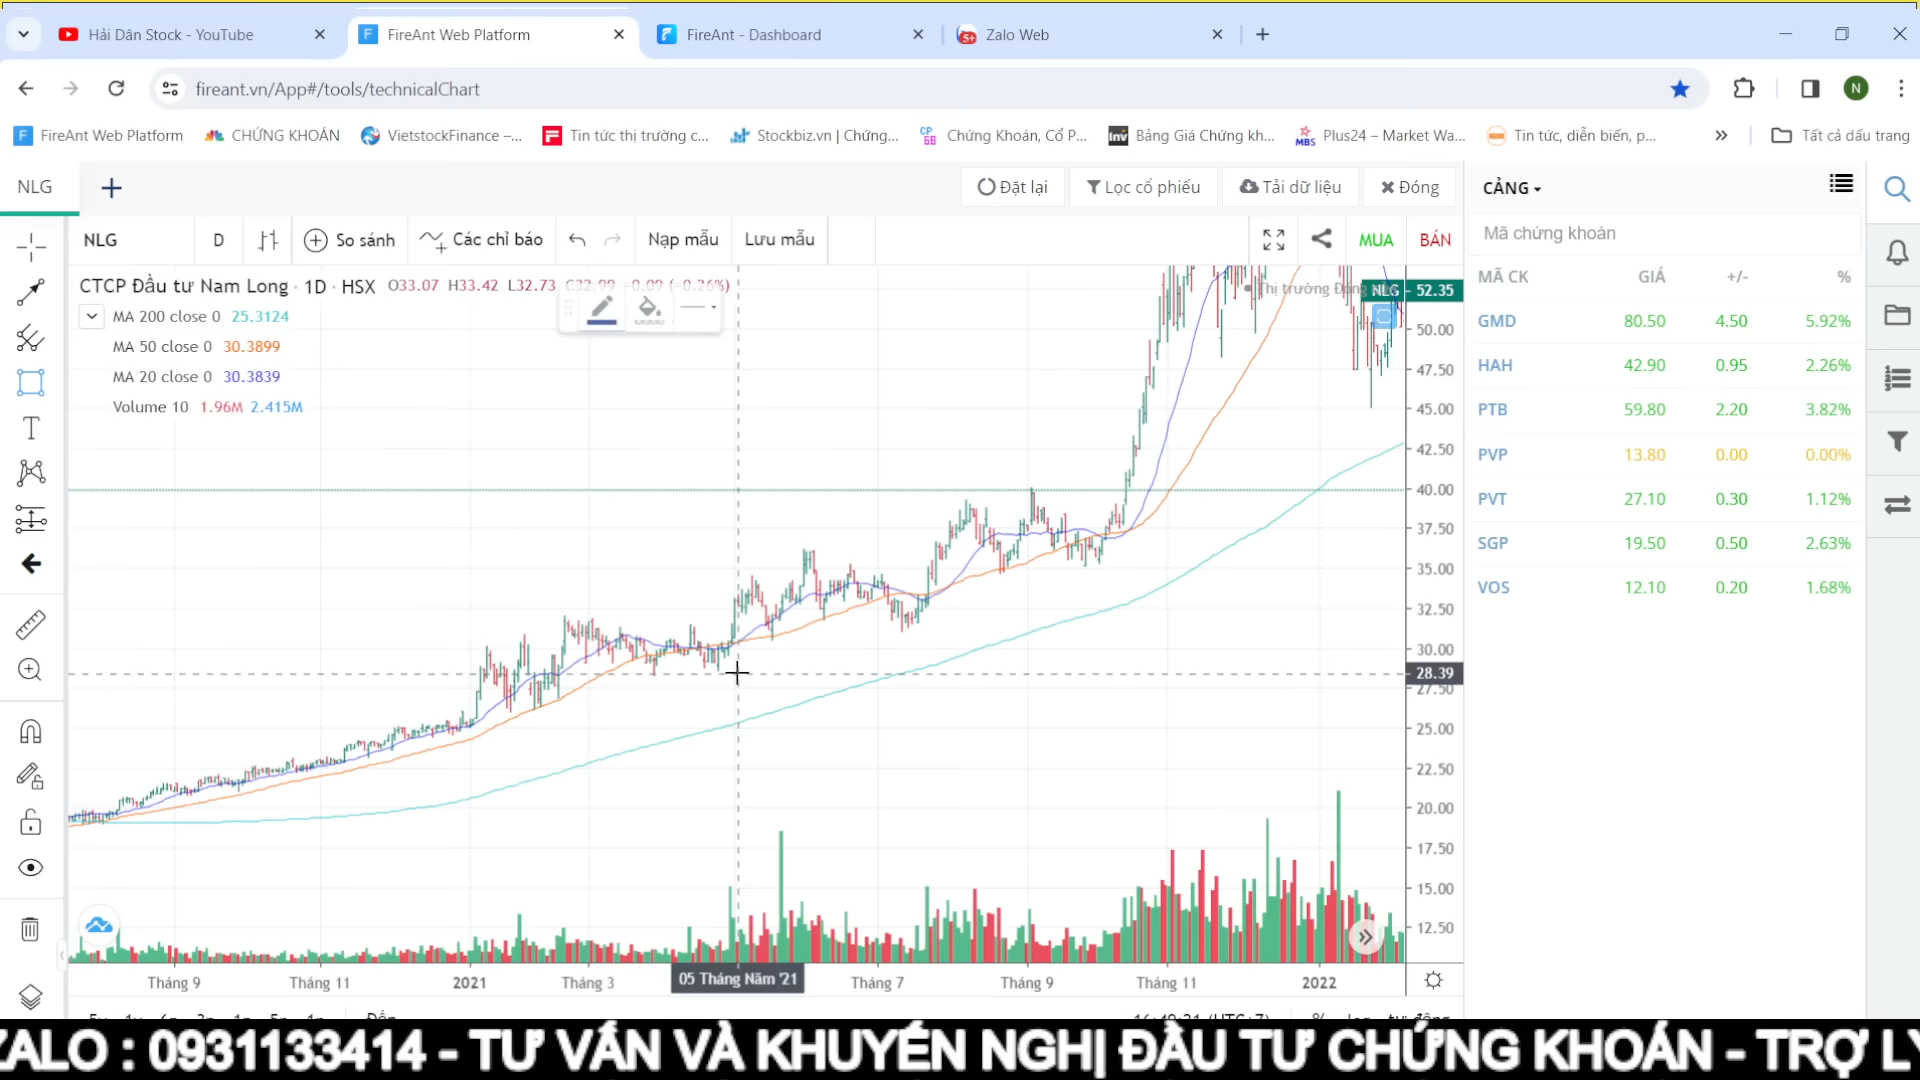 Hải Dân Stock - YouTube
FireAnt Web Platform
FireAnt - Dashboard
Zalo Web
fireant.vn/App#/tools/technicalChart
FireAnt Web Platform
CHỨNG KHOÁN
VietstockFinance –...
Tin tức thị trường c...
Stockbiz.vn | Chứng...
Chứng Khoán, Cổ P...
Bảng Giá Chứng kh...
Plus24 – Market Wa...
Tin tức, diễn biến, p...
Tất cả dấu trang
NLG
Đặt lại
Lọc cổ phiếu
Tải dữ liệu
Đóng
CẢNG
NLG
D
So sánh
Các chỉ báo
Nạp mẫu
Lưu mẫu
MUA
BÁN
Mã chứng khoán
CTCP Đầu tư Nam Long · 1D · HSX O33.07 H33.42 L32.73 C32.99 -0.09 (-0.26%)
MA 200 close 0 25.3124
MA 50 close 0 30.3899
MA 20 close 0 30.3839
Volume 10 1.96M 2.415M
NLG 52.35
50.00
47.50
45.00
42.50
40.00
37.50
35.00
32.50
30.00
28.39
27.50
25.00
22.50
20.00
17.50
15.00
12.50
MÃ CK GIÁ +/- %
GMD 80.50 4.50 5.92%
HAH 42.90 0.95 2.26%
PTB 59.80 2.20 3.82%
PVP 13.80 0.00 0.00%
PVT 27.10 0.30 1.12%
SGP 19.50 0.50 2.63%
VOS 12.10 0.20 1.68%
Tháng 9 Tháng 11 2021 Tháng 3 05 Tháng Năm '21 Tháng 7 Tháng 9 Tháng 11 2022
ZALO : 0931133414 - TƯ VẤN VÀ KHUYẾN NGHỊ ĐẦU TƯ CHỨNG KHOÁN - TRỢ LÝ